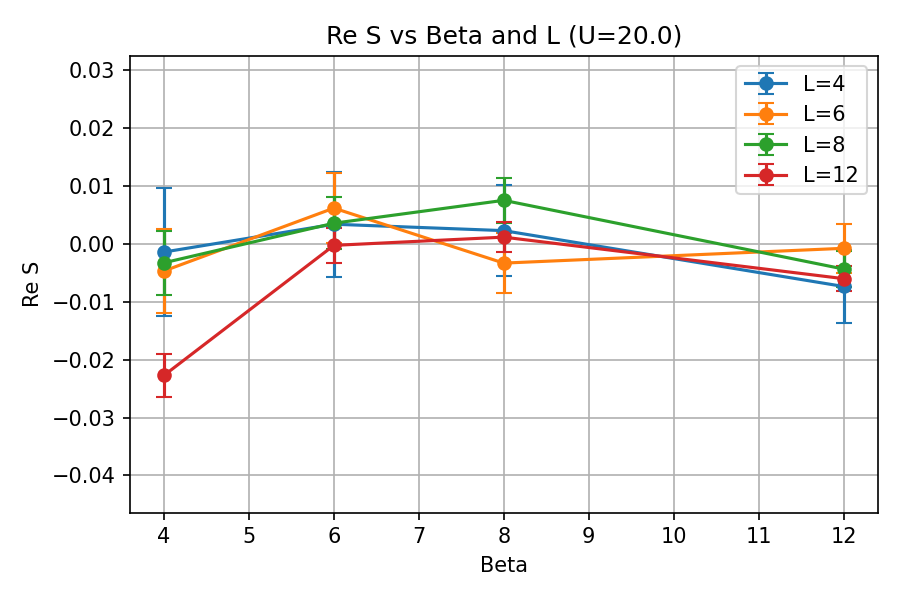 Re S vs Beta and L (U=20.0)
L=4
L=6
L=8
L=12
0.03
0.02
0.01
0.00
−0.01
−0.02
−0.03
−0.04
Re S
4 5 6 7 8 9 10 11 12
Beta